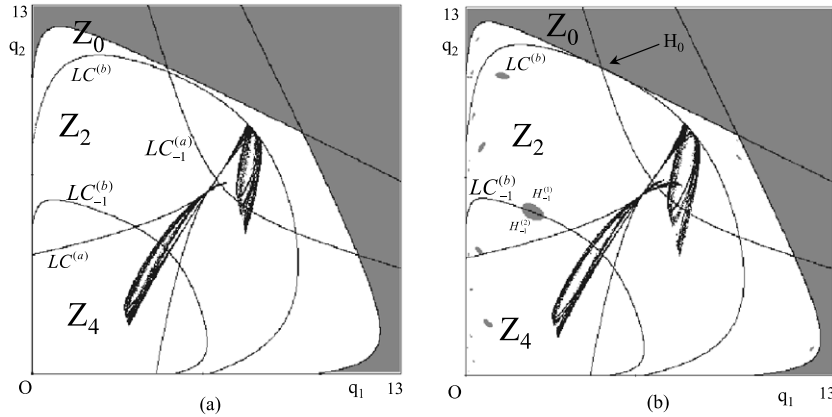 13
q₂
Z₀
LC⁽ᵇ⁾
Z₂
LC₋₁⁽ᵃ⁾
LC₋₁⁽ᵇ⁾
LC⁽ᵃ⁾
Z₄
O
q₁
13
(a)
13
q₂
Z₀
H₀
LC⁽ᵇ⁾
Z₂
LC₋₁⁽ᵇ⁾
H₋₁⁽¹⁾
H₋₁⁽²⁾
Z₄
O
q₁
13
(b)